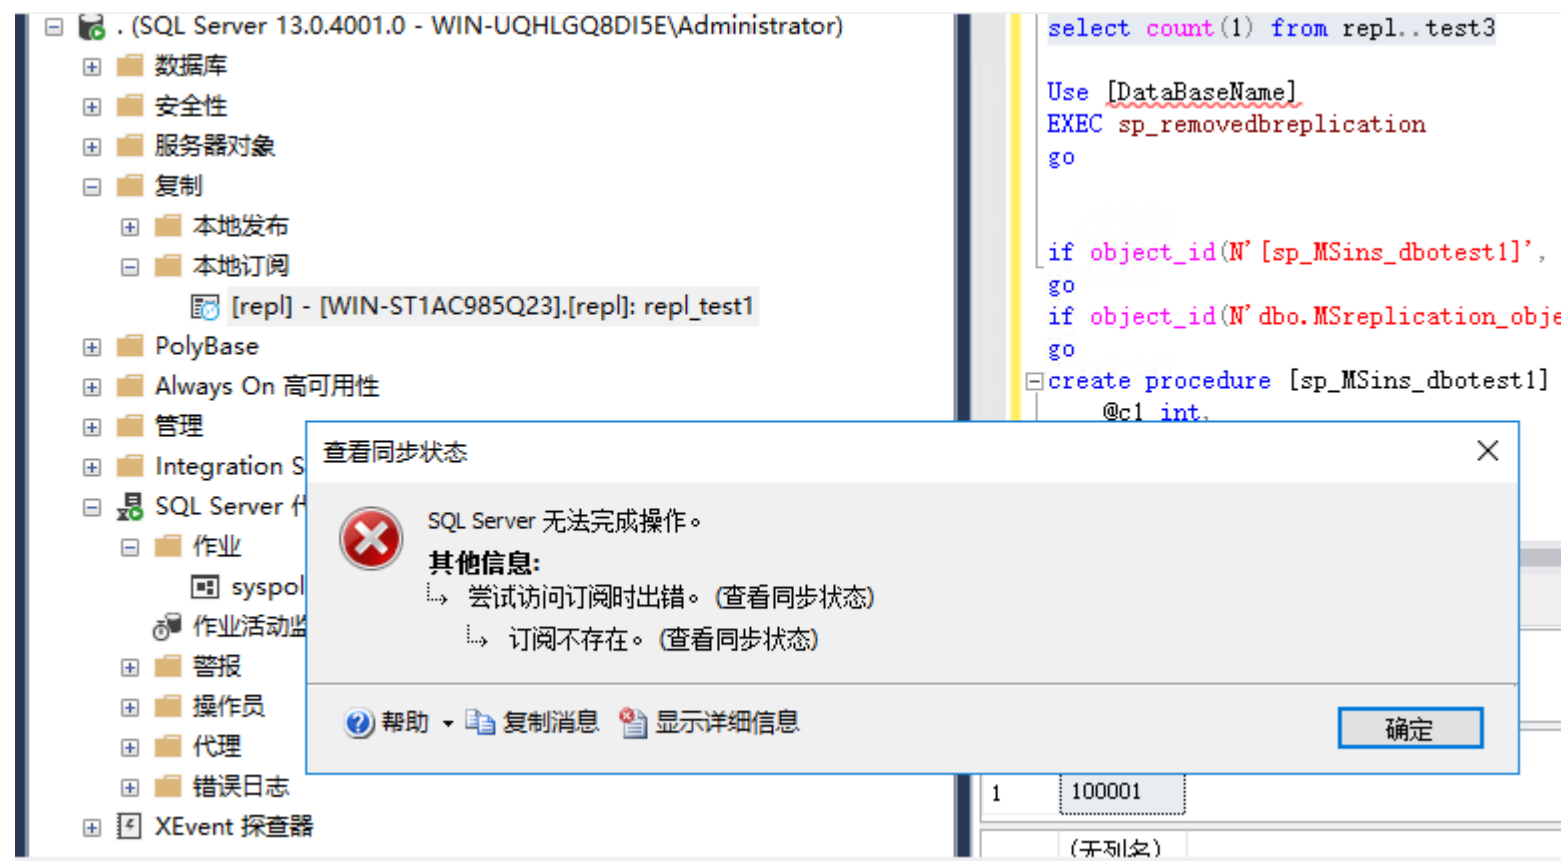 . (SQL Server 13.0.4001.0 - WIN-UQHLGQ8DI5E\Administrator)
数据库
安全性
服务器对象
复制
本地发布
本地订阅
[repl] - [WIN-ST1AC985Q23].[repl]: repl_test1
PolyBase
Always On 高可用性
管理
Integration S
SQL Server 代
作业
syspol
作业活动监
警报
操作员
代理
错误日志
XEvent 探查器
select count(1) from repl..test3
Use [DataBaseName]
EXEC sp_removedbreplication
go
if object_id(N'[sp_MSins_dbotest1]',
go
if object_id(N'dbo.MSreplication_obje
go
create procedure [sp_MSins_dbotest1]
@c1 int,
查看同步状态
SQL Server 无法完成操作。
其他信息:
尝试访问订阅时出错。 (查看同步状态)
订阅不存在。 (查看同步状态)
帮助 复制消息 显示详细信息
确定
1 100001
(无列名)